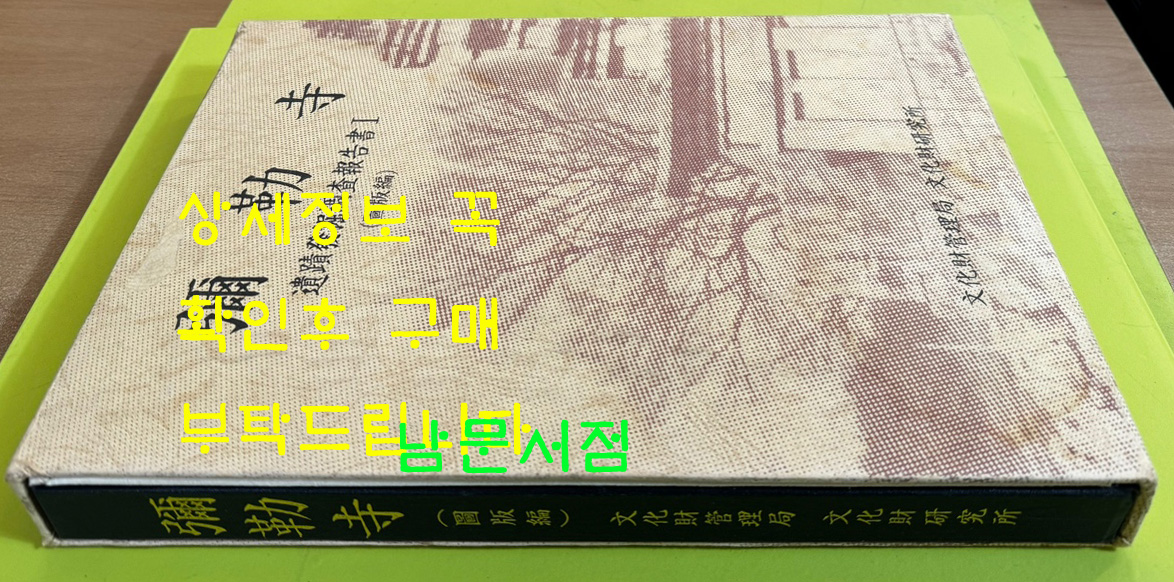 彌勒寺
遺蹟發掘調査報告書 I
(圖版編)
文化財管理局 文化財研究所
상세정보 꼭
확인한후 구매
부탁드립니다
남문서점
彌勒寺 (圖版編) 文化財管理局 文化財研究所